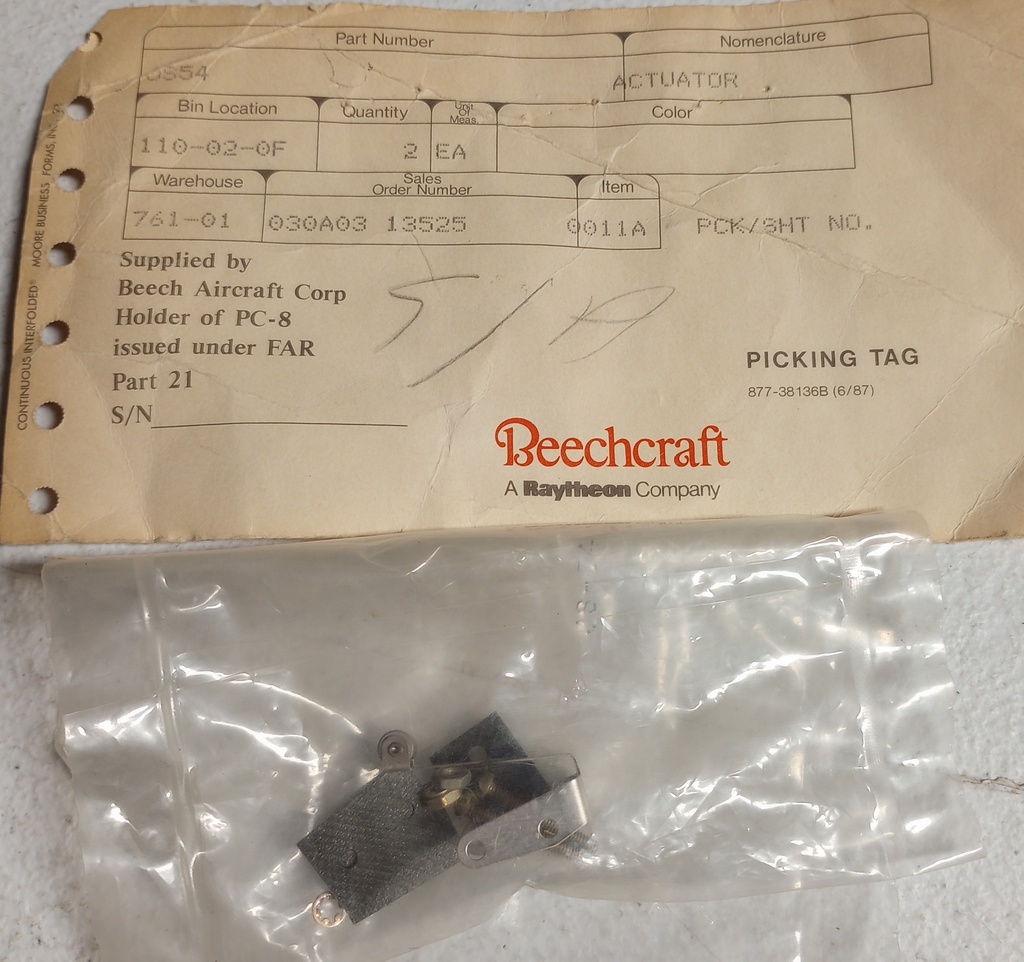 Part Number
Nomenclature
JS54
ACTUATOR
Bin Location
Quantity
Unit
Of
Meas.
Color
110-02-0F
2
EA
Warehouse
Sales
Order Number
Item
761-01
030A03 13525
0011A
PCK/SHT NO.
Supplied by
Beech Aircraft Corp
Holder of PC-8
issued under FAR
Part 21
S/N
PICKING TAG
877-38136B (6/87)
Beechcraft
A Raytheon Company
CONTINUOUS INTERFOLDED® MOORE BUSINESS FORMS, INC.